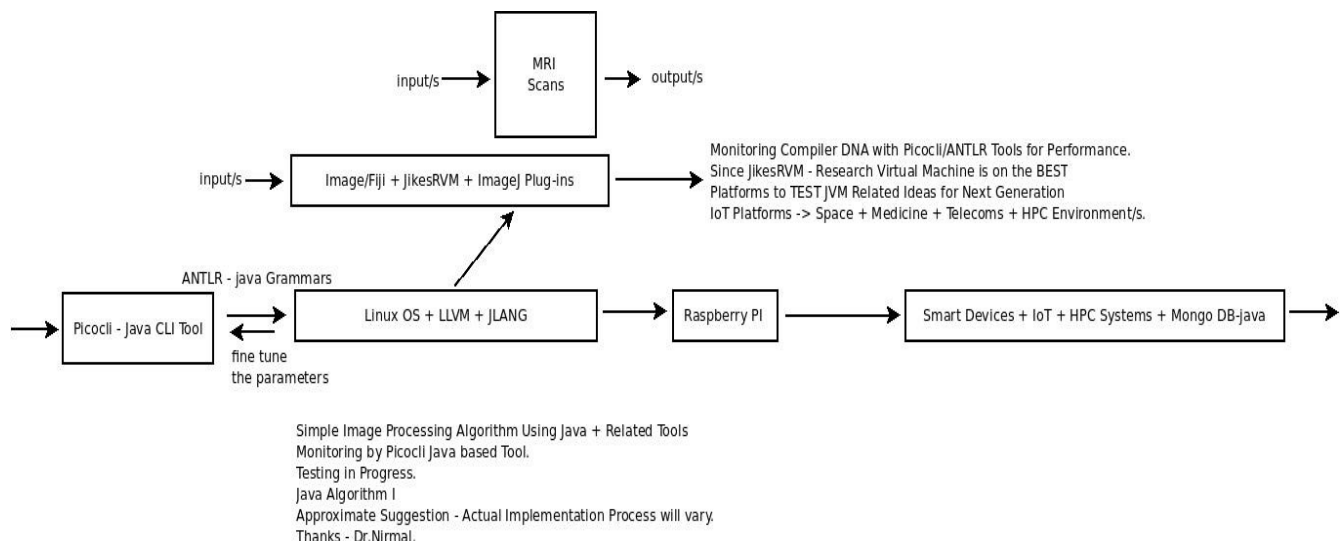 MRI
Scans
input/s
output/s
input/s
Image/Fiji + JikesRVM + ImageJ Plug-ins
Monitoring Compiler DNA with Picocli/ANTLR Tools for Performance.
Since JikesRVM - Research Virtual Machine is on the BEST
Platforms to TEST JVM Related Ideas for Next Generation
IoT Platforms -> Space + Medicine + Telecoms + HPC Environment/s.
ANTLR - java Grammars
Picocli - Java CLI Tool
Linux OS + LLVM + JLANG
Raspberry PI
Smart Devices + IoT + HPC Systems + Mongo DB-java
fine tune
the parameters
Simple Image Processing Algorithm Using Java + Related Tools
Monitoring by Picocli Java based Tool.
Testing in Progress.
Java Algorithm I
Approximate Suggestion - Actual Implementation Process will vary.
Thanks - Dr.Nirmal.